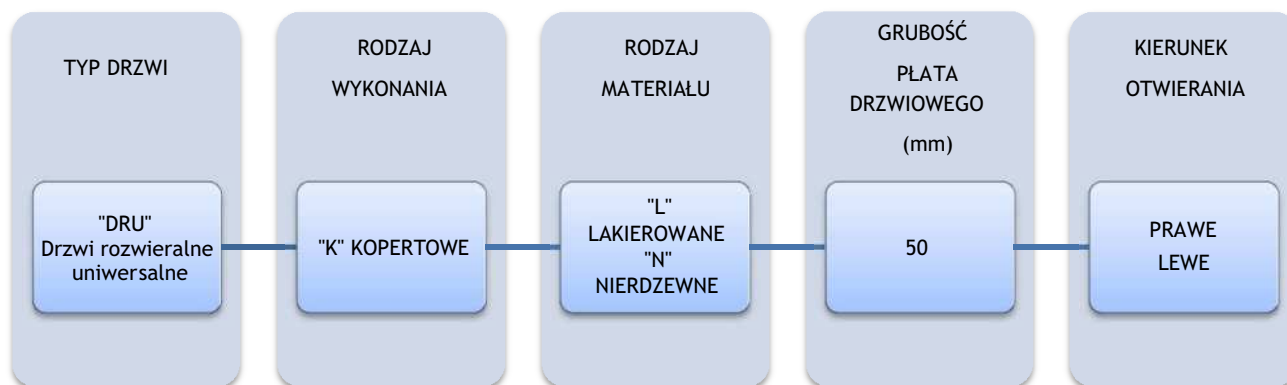 TYP DRZWI
"DRU"
Drzwi rozwieralne
uniwersalne
RODZAJ
WYKONANIA
"K" KOPERTOWE
RODZAJ
MATERIAŁU
"L"
LAKIEROWANE
"N"
NIERDZEWNE
GRUBOŚĆ
PŁATA
DRZWIOWEGO
(mm)
50
KIERUNEK
OTWIERANIA
PRAWE
LEWE